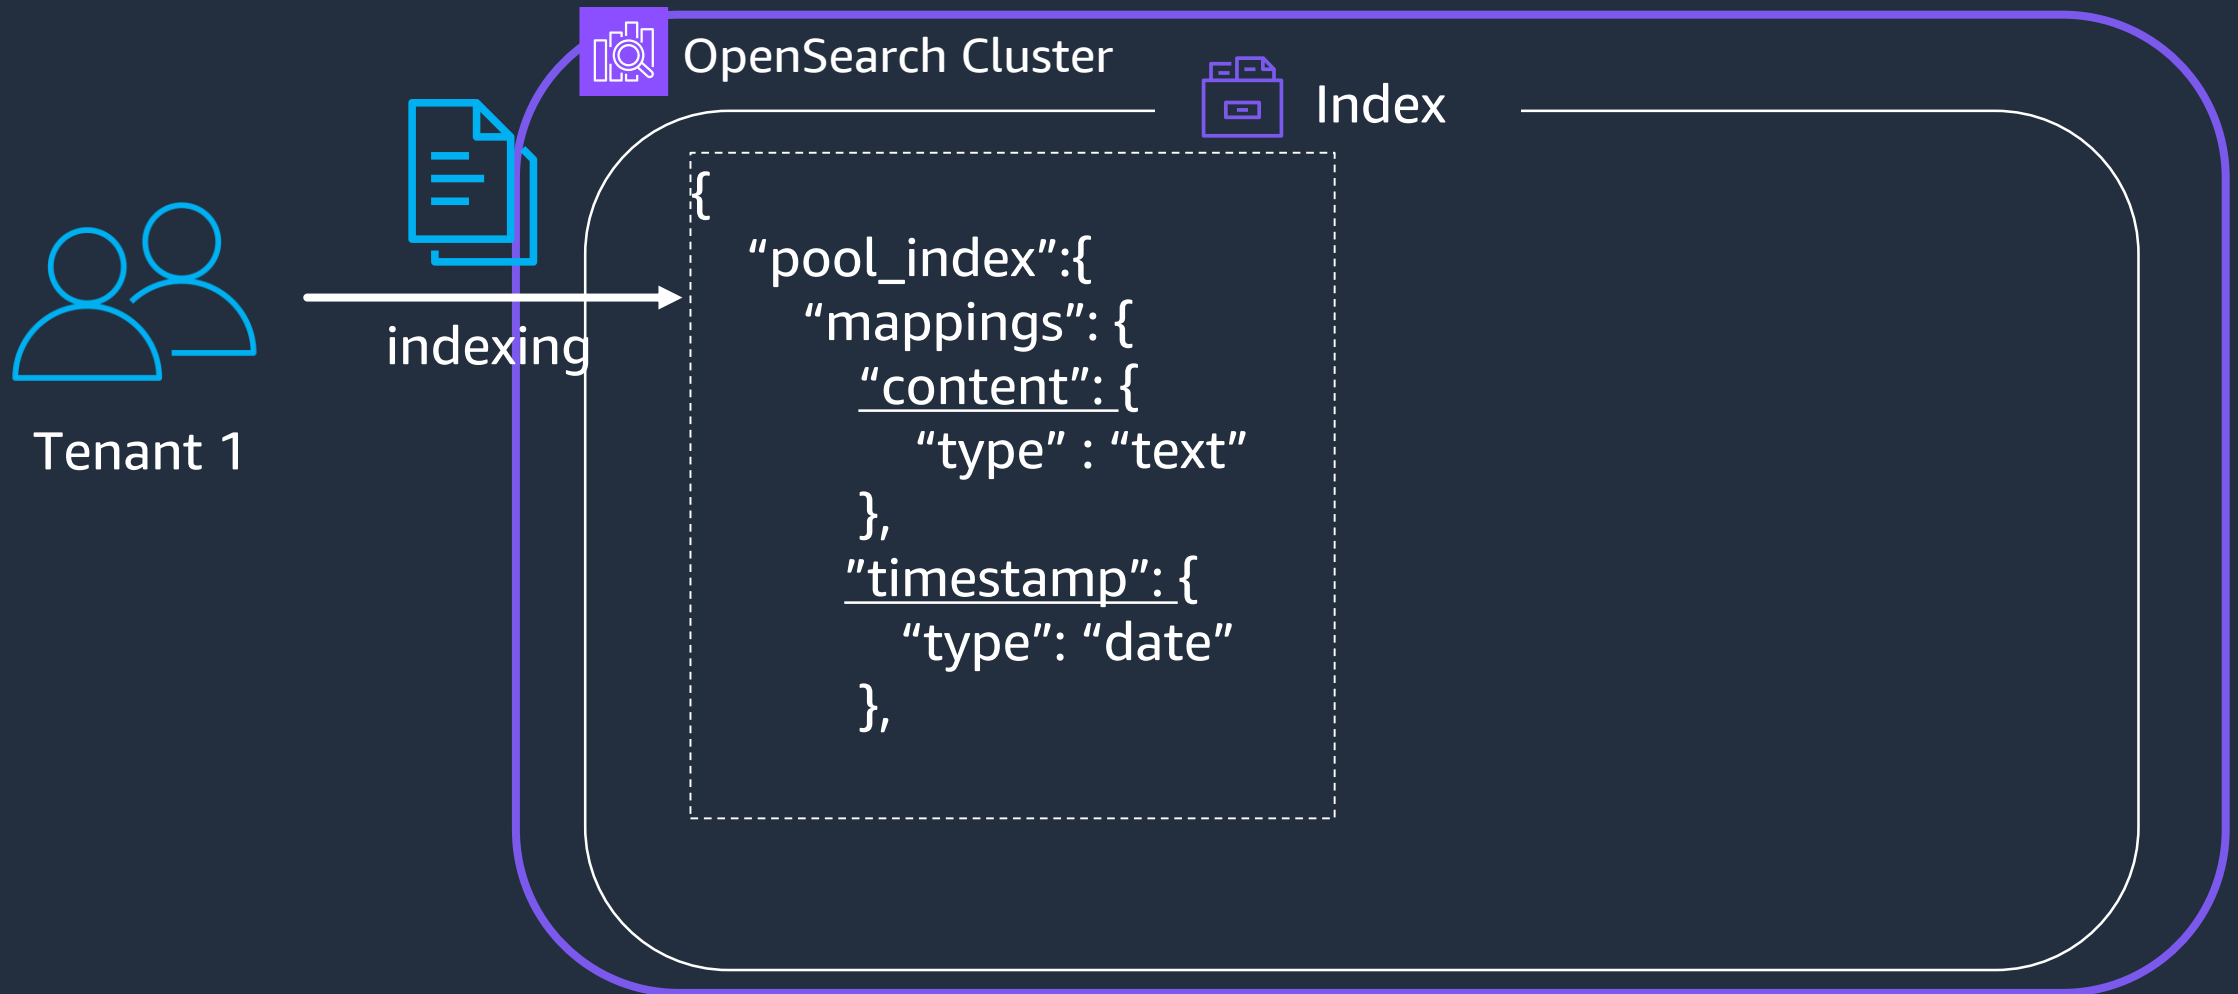 OpenSearch Cluster
Index
{
“pool_index”:{
“mappings”: {
“content”: {
“type” : “text”
},
”timestamp”: {
“type”: “date”
},
indexing
Tenant 1